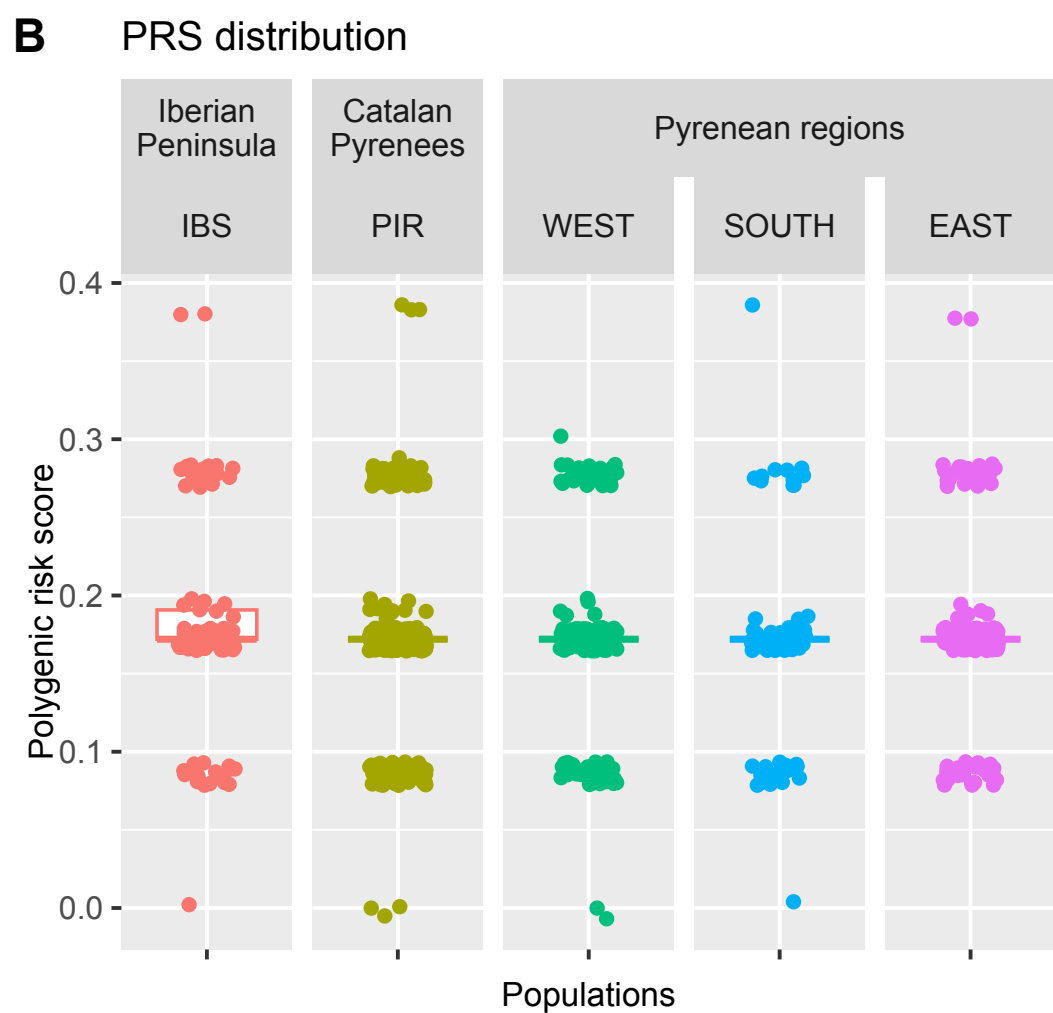 B PRS distribution
Iberian
Peninsula
Catalan
Pyrenees
Pyrenean regions
IBS
PIR
WEST
SOUTH
EAST
Polygenic risk score
0.4
0.3
0.2
0.1
0.0
Populations